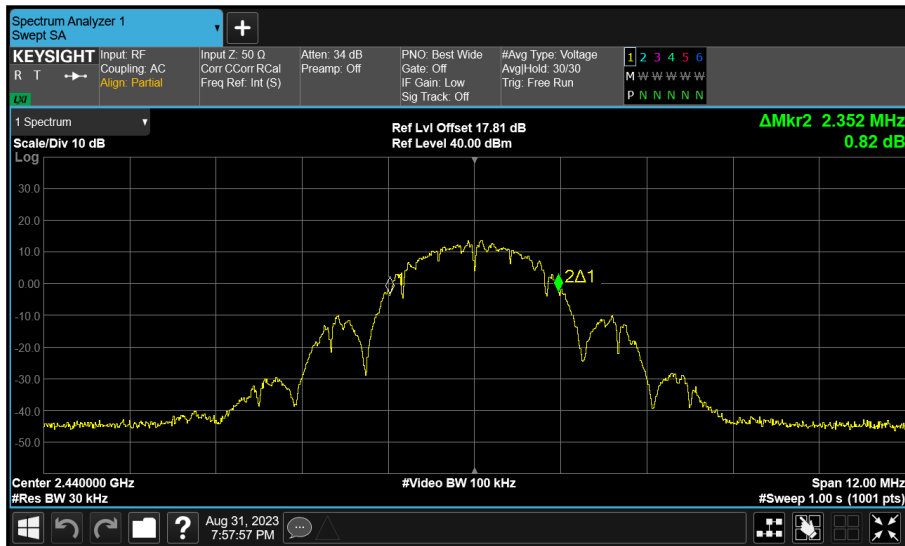 Spectrum Analyzer 1
Swept SA
+
KEYSIGHT
R T
LXI
Input: RF
Coupling: AC
Align: Partial
Input Z: 50 Ω
Corr CCorr RCal
Freq Ref: Int (S)
Atten: 34 dB
Preamp: Off
PNO: Best Wide
Gate: Off
IF Gain: Low
Sig Track: Off
#Avg Type: Voltage
Avg|Hold: 30/30
Trig: Free Run
1 2 3 4 5 6
M W W W W W
P N N N N N
1 Spectrum
Scale/Div 10 dB
Ref Lvl Offset 17.81 dB
Ref Level 40.00 dBm
ΔMkr2 2.352 MHz
0.82 dB
Log
30.0
20.0
10.0
0.00
-10.0
-20.0
-30.0
-40.0
-50.0
2Δ1
Center 2.440000 GHz
#Res BW 30 kHz
#Video BW 100 kHz
Span 12.00 MHz
#Sweep 1.00 s (1001 pts)
?
Aug 31, 2023
7:57:57 PM